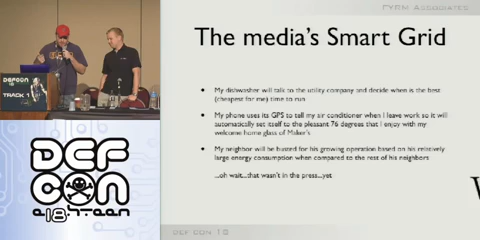 FYRM ASSOCIATES
The media's Smart Grid
My dishwasher will talk to the utility company and decide when is the best
(cheapest for me) time to run
My phone uses its GPS to tell my air conditioner when I leave work so it will
automatically set itself to the pleasant 76 degrees that I enjoy with my
welcome home glass of Maker's
My neighbor will be busted for his growing operation based on his relatively
large energy consumption when compared to the rest of his neighbors
...oh wait...that wasn't in the press...yet
W
DEFCON
18
TRACK 1
DEF
CON
e18hteen
DEF CON 18